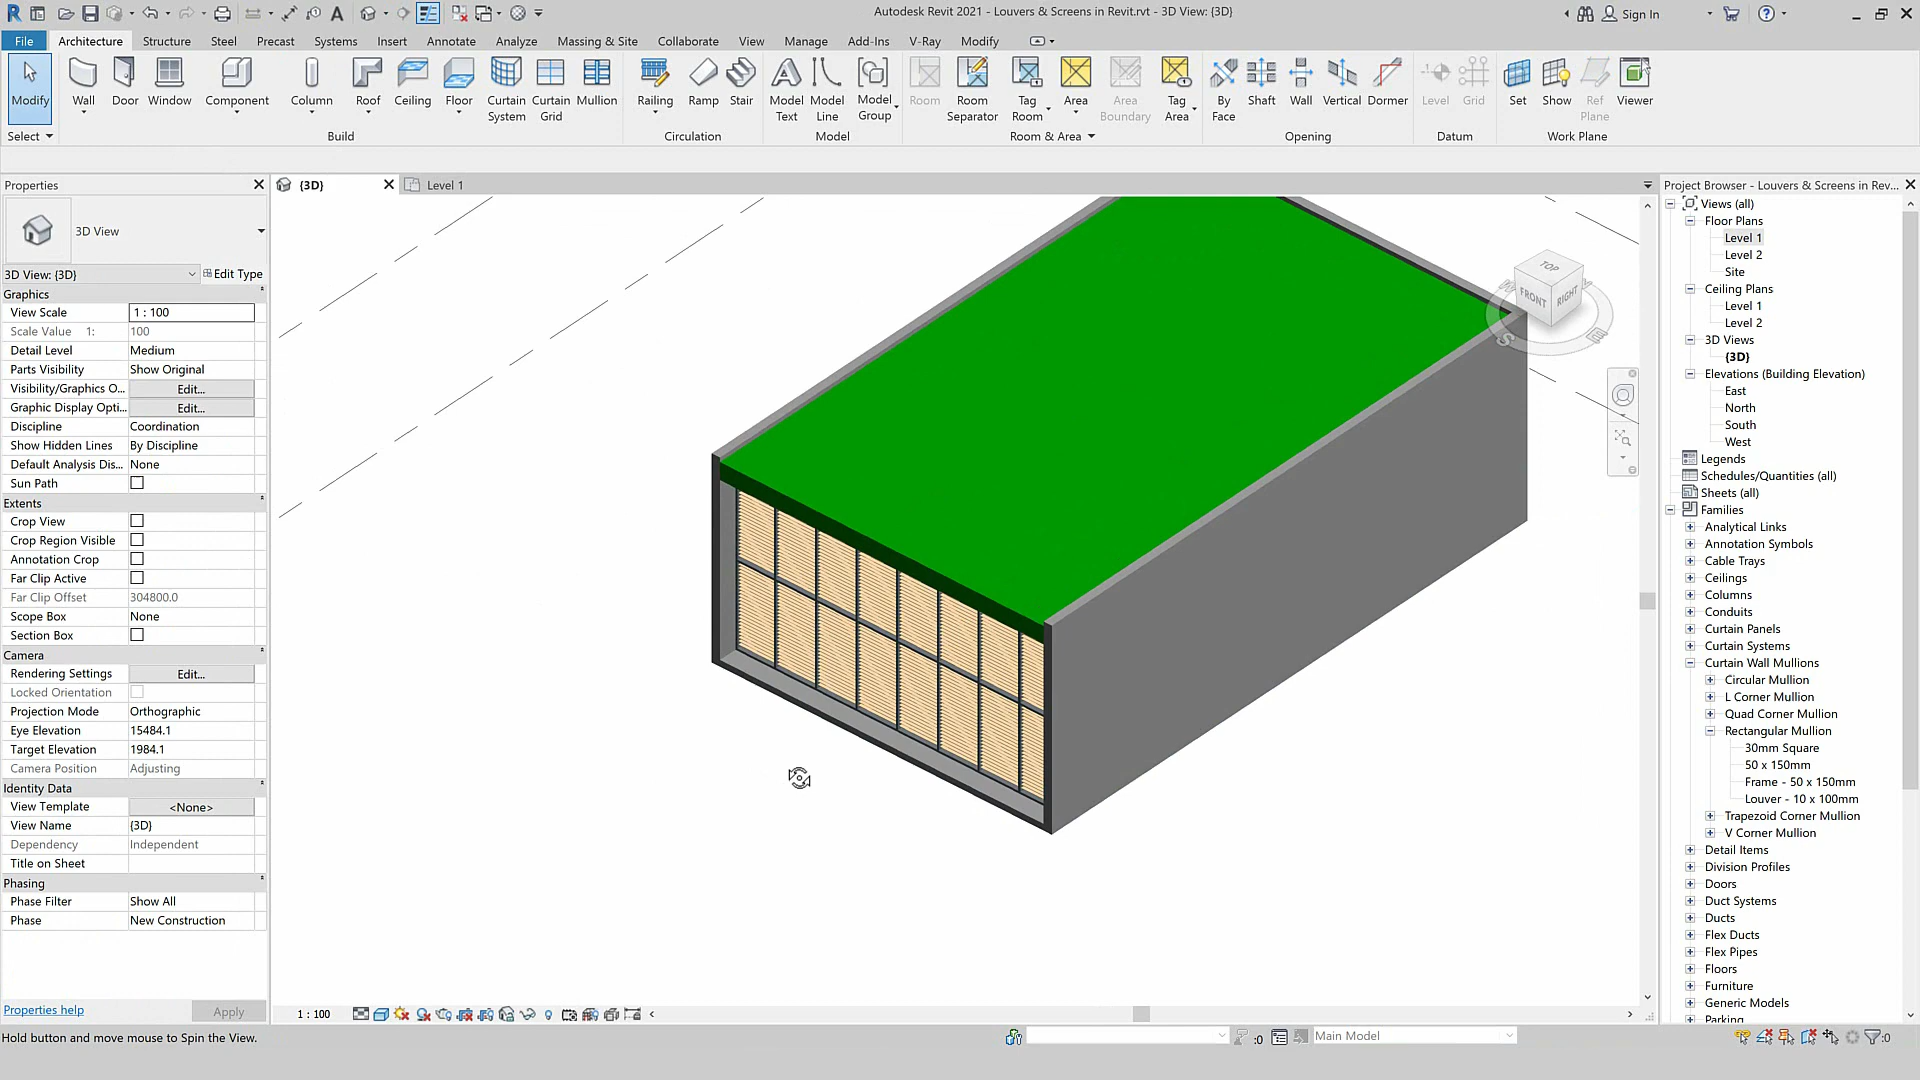 Autodesk Revit 2021 - Louvers & Screens in Revit.rvt - 3D View: {3D}
Sign In
File Architecture Structure Steel Precast Systems Insert Annotate Analyze Massing & Site Collaborate View Manage Add-Ins V-Ray Modify
Modify Wall Door Window Component Column Roof Ceiling Floor Curtain System Curtain Grid Mullion Railing Ramp Stair Model Text Model Line Model Group Room Room Separator Tag Room Area Area Boundary Tag Area By Face Shaft Wall Vertical Dormer Level Grid Set Show Ref Plane Viewer
Select Build Circulation Model Room & Area Opening Datum Work Plane
Properties
3D View
3D View: {3D} Edit Type
Graphics
View Scale 1 : 100
Scale Value 1: 100
Detail Level Medium
Parts Visibility Show Original
Visibility/Graphics O... Edit...
Graphic Display Opti... Edit...
Discipline Coordination
Show Hidden Lines By Discipline
Default Analysis Dis... None
Sun Path
Extents
Crop View
Crop Region Visible
Annotation Crop
Far Clip Active
Far Clip Offset 304800.0
Scope Box None
Section Box
Camera
Rendering Settings Edit...
Locked Orientation
Projection Mode Orthographic
Eye Elevation 15484.1
Target Elevation 1984.1
Camera Position Adjusting
Identity Data
View Template <None>
View Name {3D}
Dependency Independent
Title on Sheet
Phasing
Phase Filter Show All
Phase New Construction
Properties help Apply
{3D} Level 1
TOP
FRONT RIGHT
S E
1 : 100
Project Browser - Louvers & Screens in Rev...
Views (all)
Floor Plans
Level 1
Level 2
Site
Ceiling Plans
Level 1
Level 2
3D Views
{3D}
Elevations (Building Elevation)
East
North
South
West
Legends
Schedules/Quantities (all)
Sheets (all)
Families
Analytical Links
Annotation Symbols
Cable Trays
Ceilings
Columns
Conduits
Curtain Panels
Curtain Systems
Curtain Wall Mullions
Circular Mullion
L Corner Mullion
Quad Corner Mullion
Rectangular Mullion
30mm Square
50 x 150mm
Frame - 50 x 150mm
Louver - 10 x 100mm
Trapezoid Corner Mullion
V Corner Mullion
Detail Items
Division Profiles
Doors
Duct Systems
Ducts
Flex Ducts
Flex Pipes
Floors
Furniture
Generic Models
Parking
Hold button and move mouse to Spin the View. :0 Main Model :0